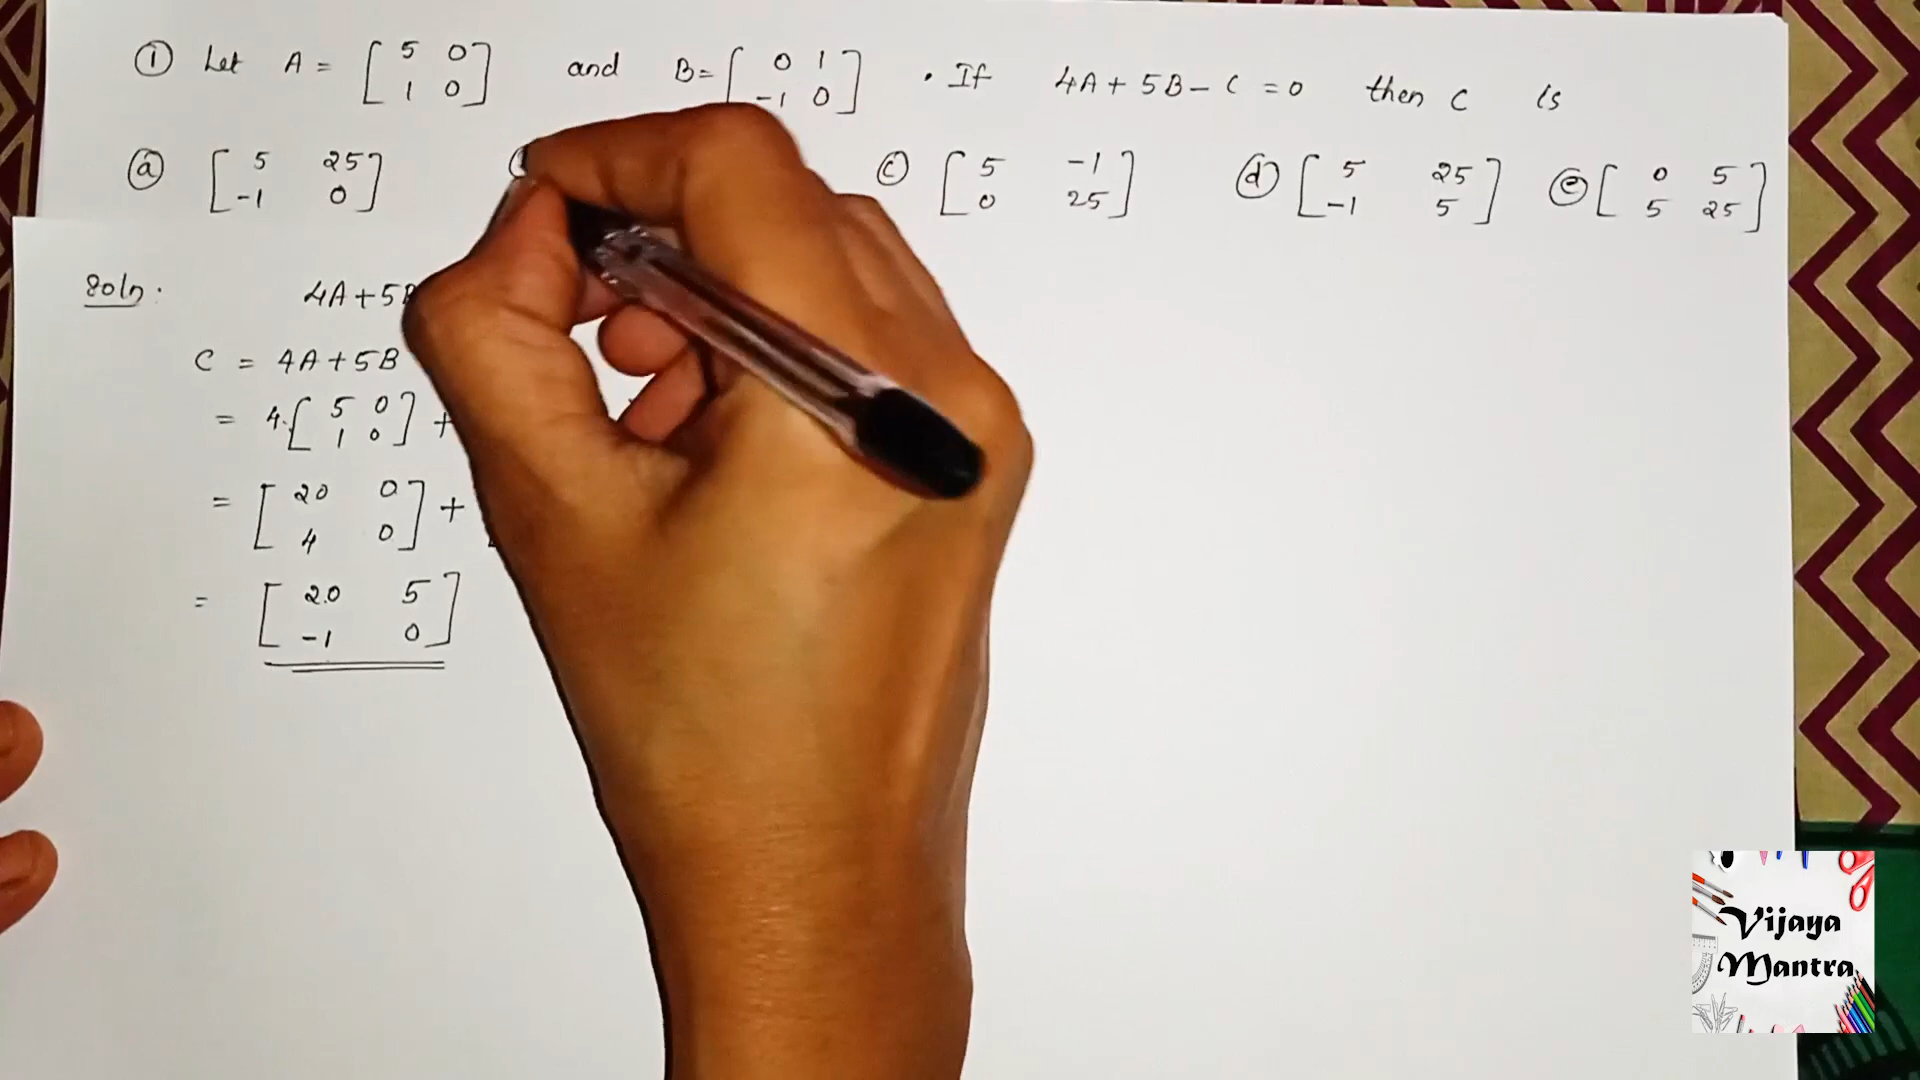 ① Let A = [ 5 0 and B = [ 0 1 ] . If 4A + 5B - C = 0 then C is
1 0 ] -1 0 ]
ⓐ [ 5 25 ] ⓒ [ 5 -1 ] ⓓ [ 5 25 ] ⓔ [ 0 5 ]
-1 0 0 25 -1 5 5 25
Soln. 4A + 5B
C = 4A + 5B
= 4. [ 5 0 ] +
1 0
= [ 20 0 ] +
4 0
= [ 20 5 ]
-1 0
Vijaya
Mantra